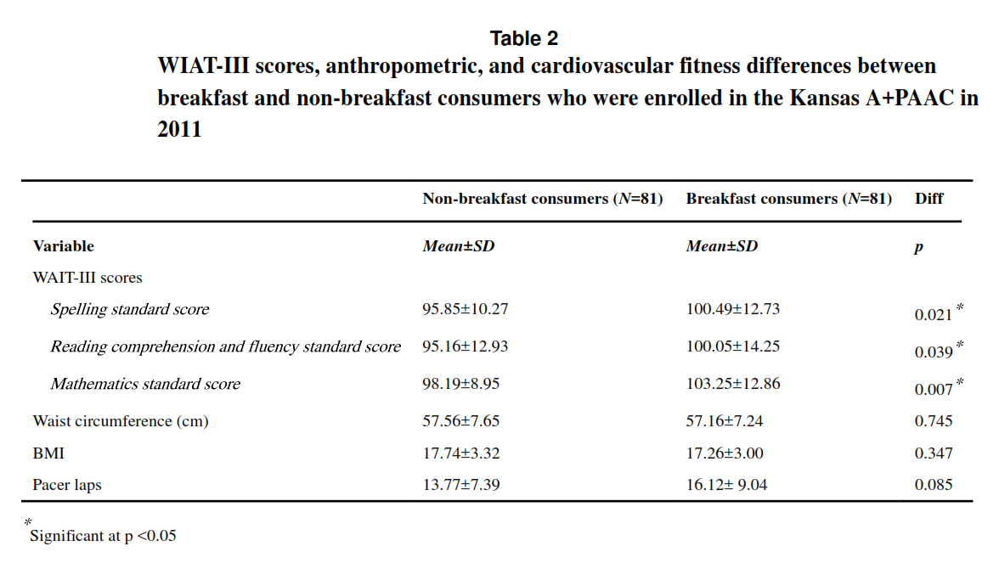 Table 2
WIAT-III scores, anthropometric, and cardiovascular fitness differences between
breakfast and non-breakfast consumers who were enrolled in the Kansas A+PAAC in
2011
Non-breakfast consumers (N=81) Breakfast consumers (N=81) Diff
Variable Mean±SD Mean±SD p
WAIT-III scores
Spelling standard score 95.85±10.27 100.49±12.73 0.021*
Reading comprehension and fluency standard score 95.16±12.93 100.05±14.25 0.039*
Mathematics standard score 98.19±8.95 103.25±12.86 0.007*
Waist circumference (cm) 57.56±7.65 57.16±7.24 0.745
BMI 17.74±3.32 17.26±3.00 0.347
Pacer laps 13.77±7.39 16.12± 9.04 0.085
*Significant at p <0.05